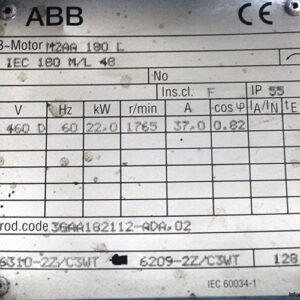 ABB CE
3-Motor M2AA 180 L
IEC 180 M/L 48
No
Ins.cl. F IP 55
V Hz kW r/min A cos φ IA/IN t
460 D 60 22,0 1765 37,0 0.82
rod.code 3GAA182112-ADA,02
6310-2Z/C3WT 6209-2Z/C3WT 128
IEC 60034-1